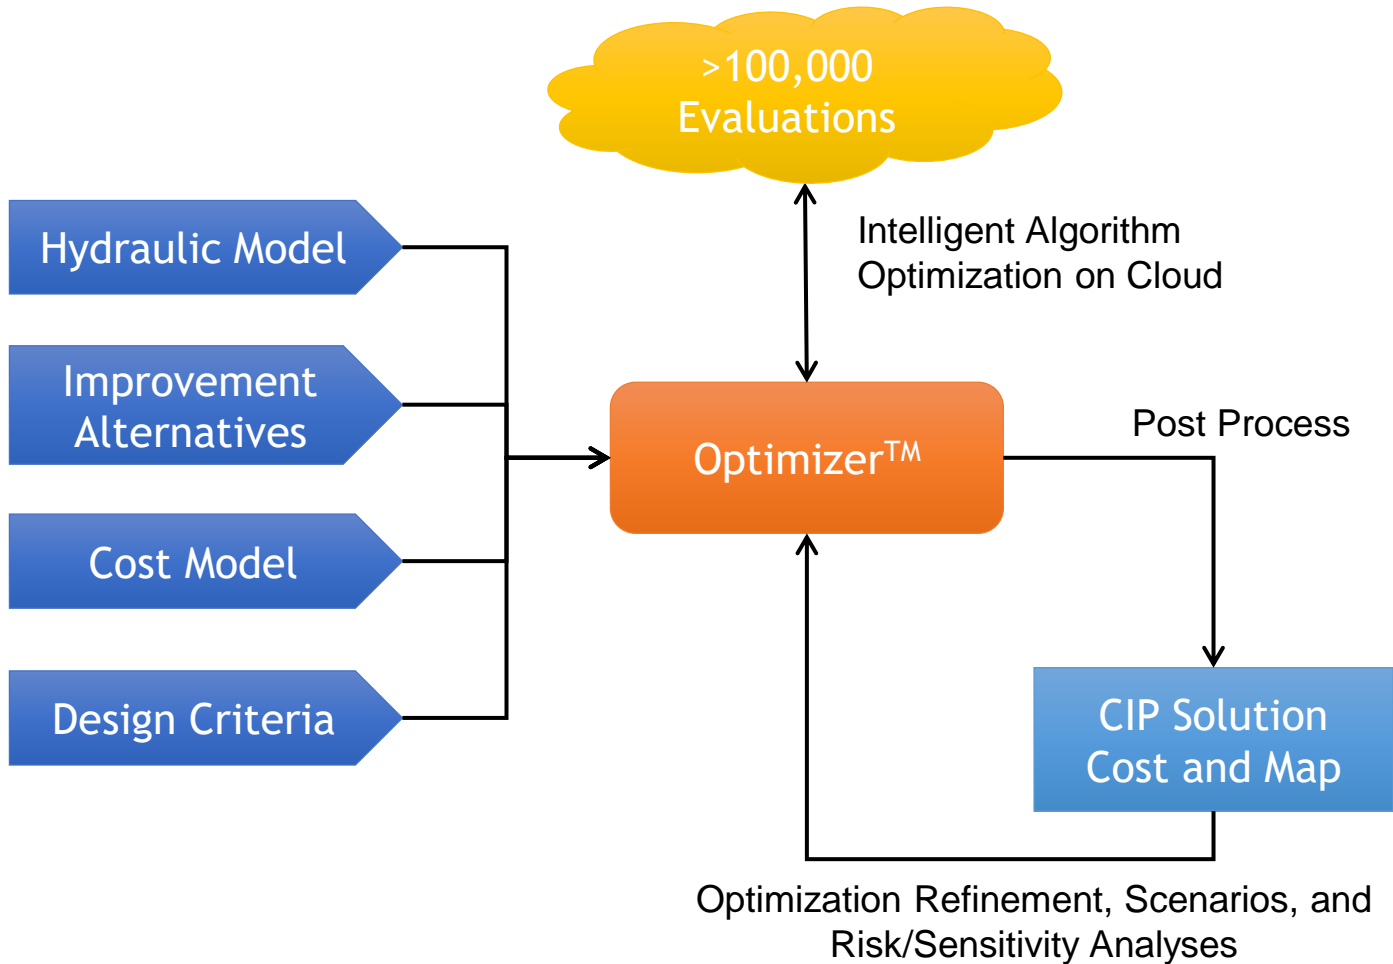 >100,000
Evaluations
Intelligent Algorithm
Optimization on Cloud
Hydraulic Model
Improvement
Alternatives
Cost Model
Design Criteria
Optimizer™
Post Process
CIP Solution
Cost and Map
Optimization Refinement, Scenarios, and
Risk/Sensitivity Analyses